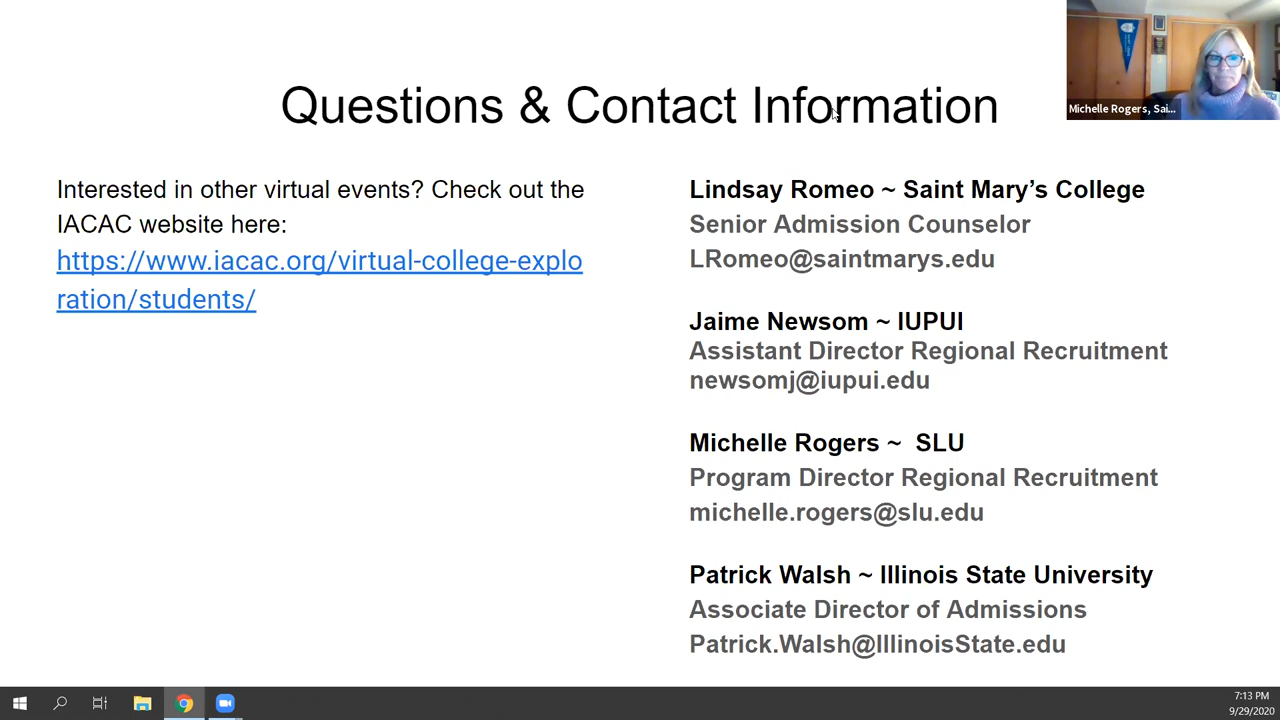 Questions & Contact Information
Michelle Rogers, Sai...
Interested in other virtual events? Check out the
IACAC website here:
https://www.iacac.org/virtual-college-explo
ration/students/
Lindsay Romeo ~ Saint Mary’s College
Senior Admission Counselor
LRomeo@saintmarys.edu
Jaime Newsom ~ IUPUI
Assistant Director Regional Recruitment
newsomj@iupui.edu
Michelle Rogers ~  SLU
Program Director Regional Recruitment
michelle.rogers@slu.edu
Patrick Walsh ~ Illinois State University
Associate Director of Admissions
Patrick.Walsh@IllinoisState.edu
7:13 PM
9/29/2020